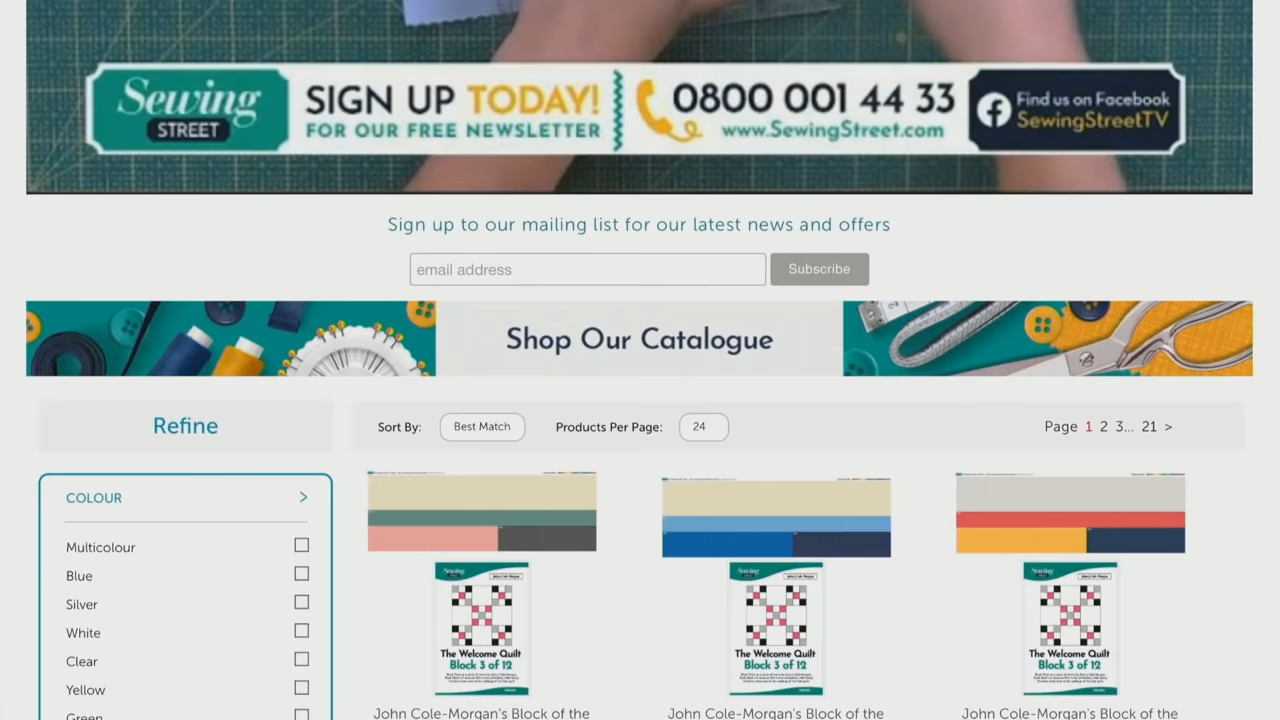 Sewing
STREET
SIGN UP TODAY!
FOR OUR FREE NEWSLETTER
0800 001 44 33
www.SewingStreet.com
Find us on Facebook
SewingStreetTV
Sign up to our mailing list for our latest news and offers
email address
Subscribe
Shop Our Catalogue
Refine
Sort By:
Best Match
Products Per Page:
24
Page 1 2 3... 21 >
COLOUR >
Multicolour
Blue
Silver
White
Clear
Yellow
Green
Sewing
The Welcome Quilt
Block 3 of 12
John Cole-Morgan's Block of the
Sewing
The Welcome Quilt
Block 3 of 12
John Cole-Morgan's Block of the
Sewing
The Welcome Quilt
Block 3 of 12
John Cole-Morgan's Block of the